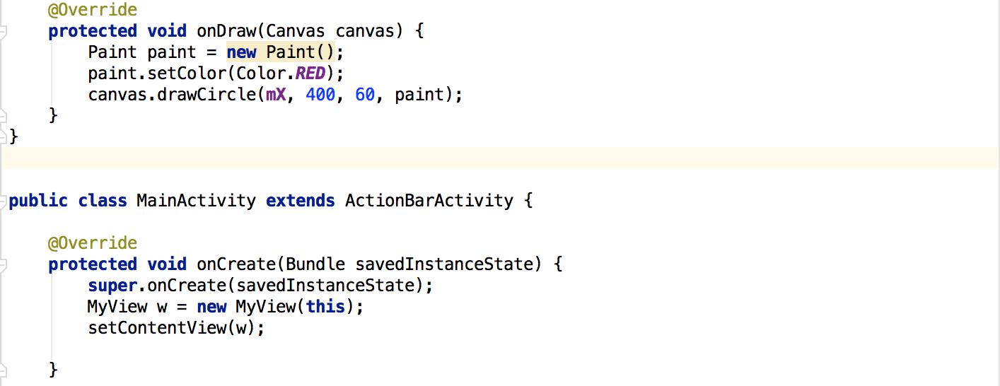 @Override
protected void onDraw(Canvas canvas) {
Paint paint = new Paint();
paint.setColor(Color.RED);
canvas.drawCircle(mX, 400, 60, paint);
}
}
public class MainActivity extends ActionBarActivity {
@Override
protected void onCreate(Bundle savedInstanceState) {
super.onCreate(savedInstanceState);
MyView w = new MyView(this);
setContentView(w);
}